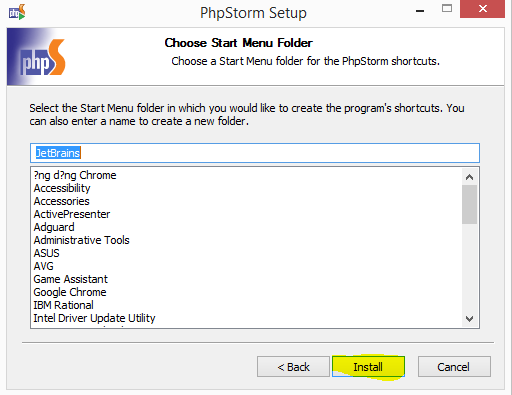 PhpStorm Setup
php S
Choose Start Menu Folder
Choose a Start Menu folder for the PhpStorm shortcuts.
Select the Start Menu folder in which you would like to create the program's shortcuts. You
can also enter a name to create a new folder.
JetBrains
?ng d?ng Chrome
Accessibility
Accessories
ActivePresenter
Adguard
Administrative Tools
ASUS
AVG
Game Assistant
Google Chrome
IBM Rational
Intel Driver Update Utility
< Back
Install
Cancel